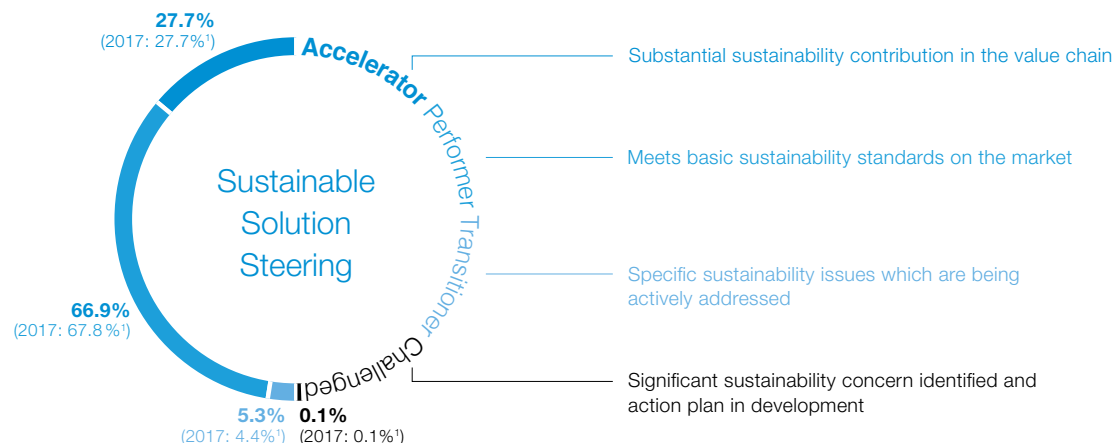 27.7%
(2017: 27.7%¹)
Accelerator
Performer
Transitioner
Challenged
Sustainable
Solution
Steering
66.9%
(2017: 67.8%¹)
5.3%
(2017: 4.4%¹)
0.1%
(2017: 0.1%¹)
Substantial sustainability contribution in the value chain
Meets basic sustainability standards on the market
Specific sustainability issues which are being
actively addressed
Significant sustainability concern identified and
action plan in development